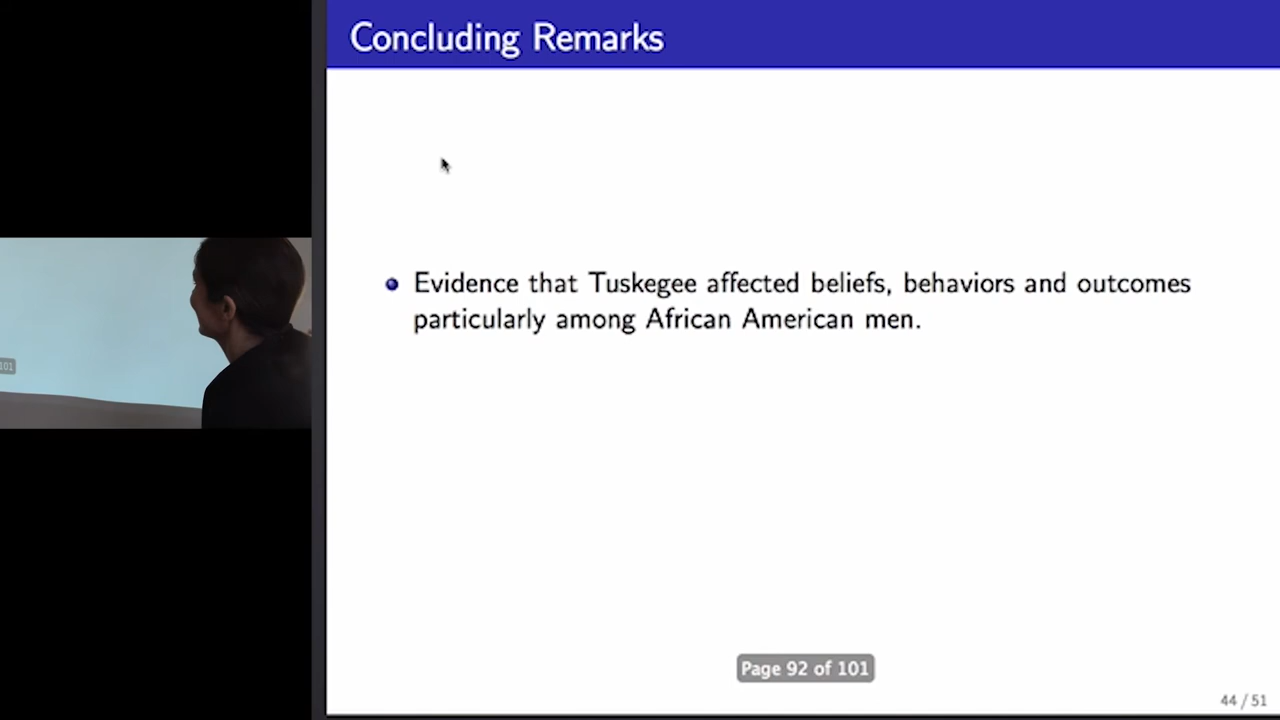 Concluding Remarks
Evidence that Tuskegee affected beliefs, behaviors and outcomes
particularly among African American men.
101
Page 92 of 101
44 / 51